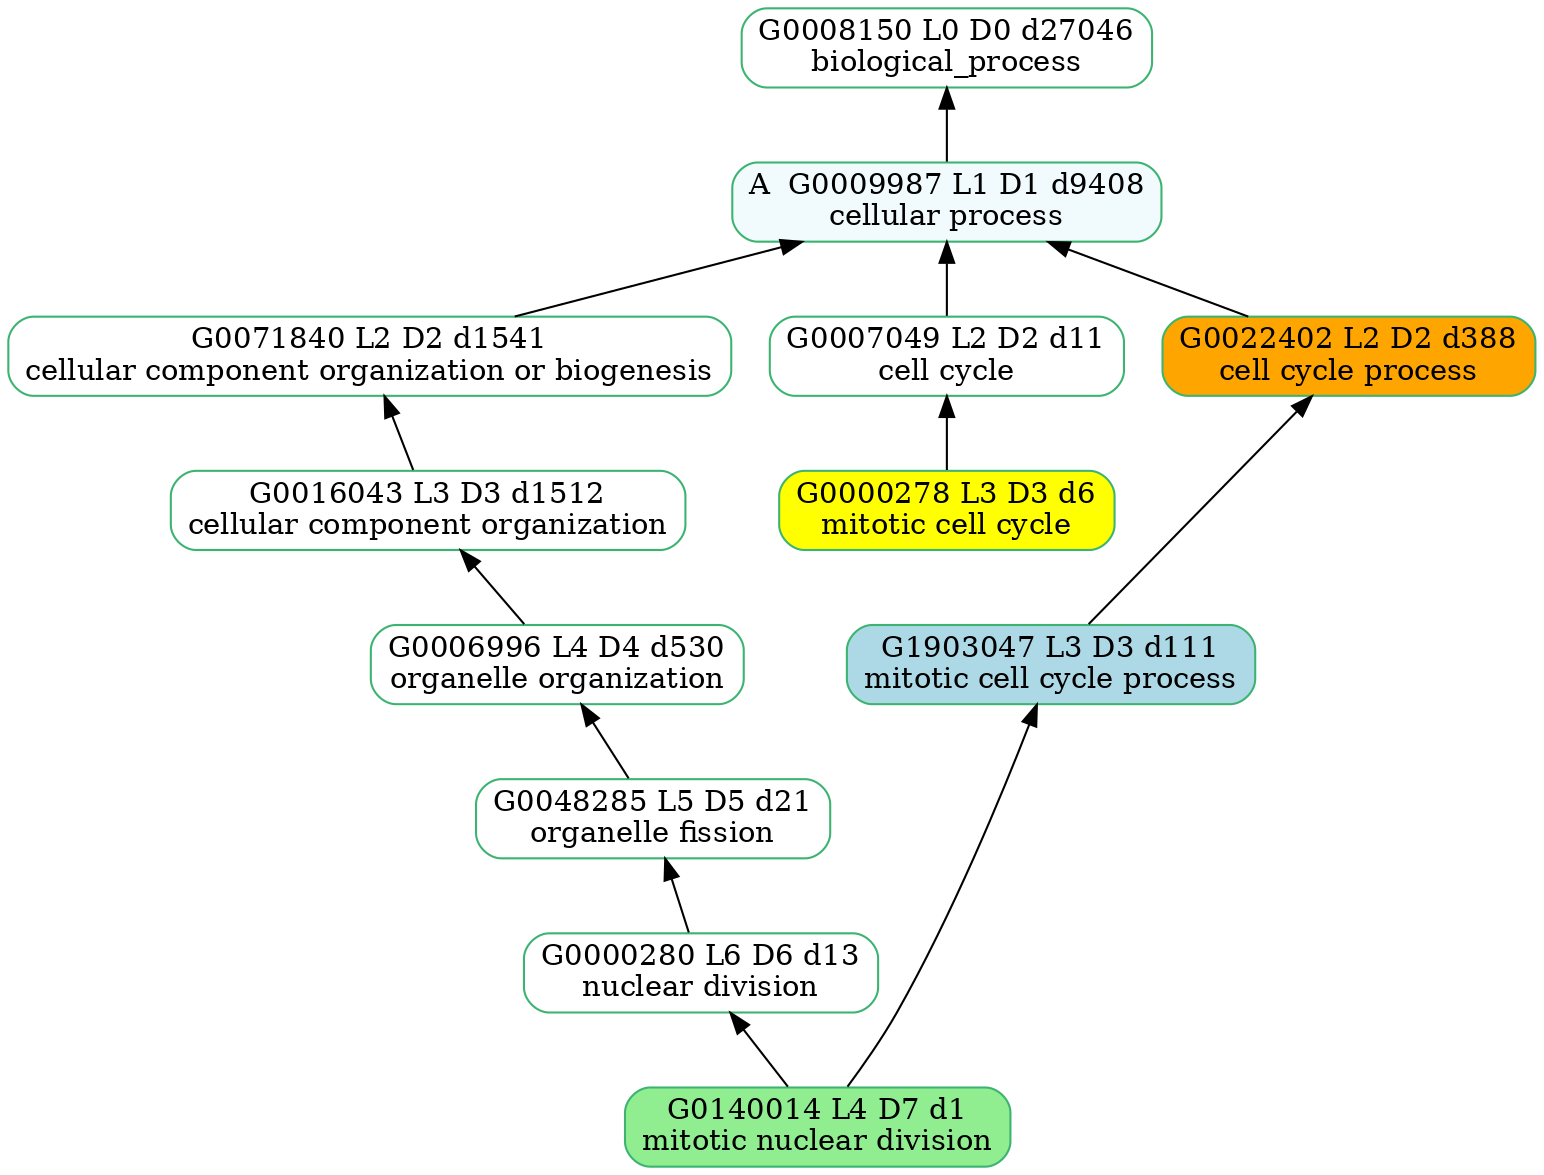 G0008150 L0 D0 d27046
biological_process
A  G0009987 L1 D1 d9408
cellular process
G0071840 L2 D2 d1541
cellular component organization or biogenesis
G0007049 L2 D2 d11
cell cycle
G0022402 L2 D2 d388
cell cycle process
G0016043 L3 D3 d1512
cellular component organization
G0000278 L3 D3 d6
mitotic cell cycle
G0006996 L4 D4 d530
organelle organization
G1903047 L3 D3 d111
mitotic cell cycle process
G0048285 L5 D5 d21
organelle fission
G0000280 L6 D6 d13
nuclear division
G0140014 L4 D7 d1
mitotic nuclear division